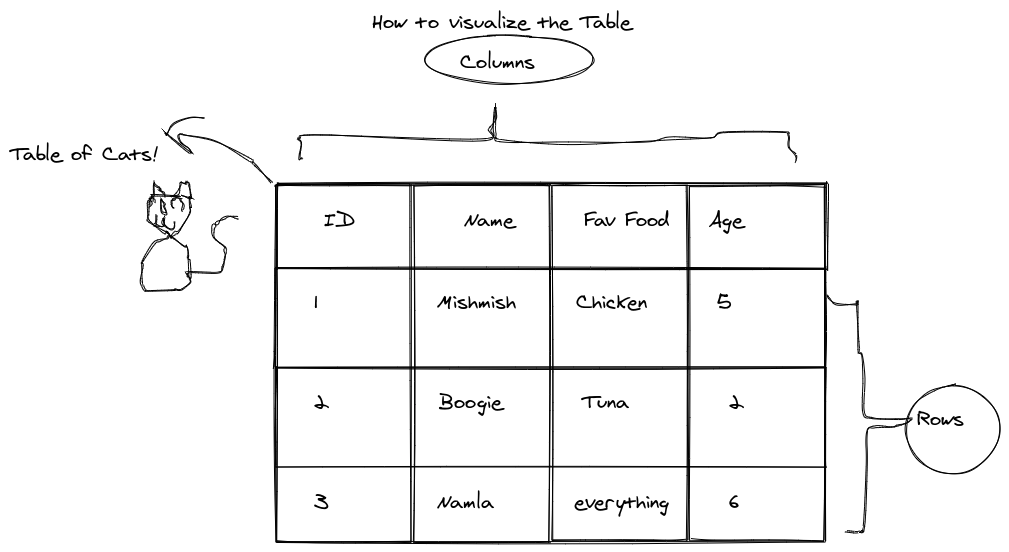 How to visualize the Table
Columns
Table of Cats!
ID Name Fav Food Age
1 Mishmish Chicken 5
2 Boogie Tuna 2
Rows
3 Namla everything 6